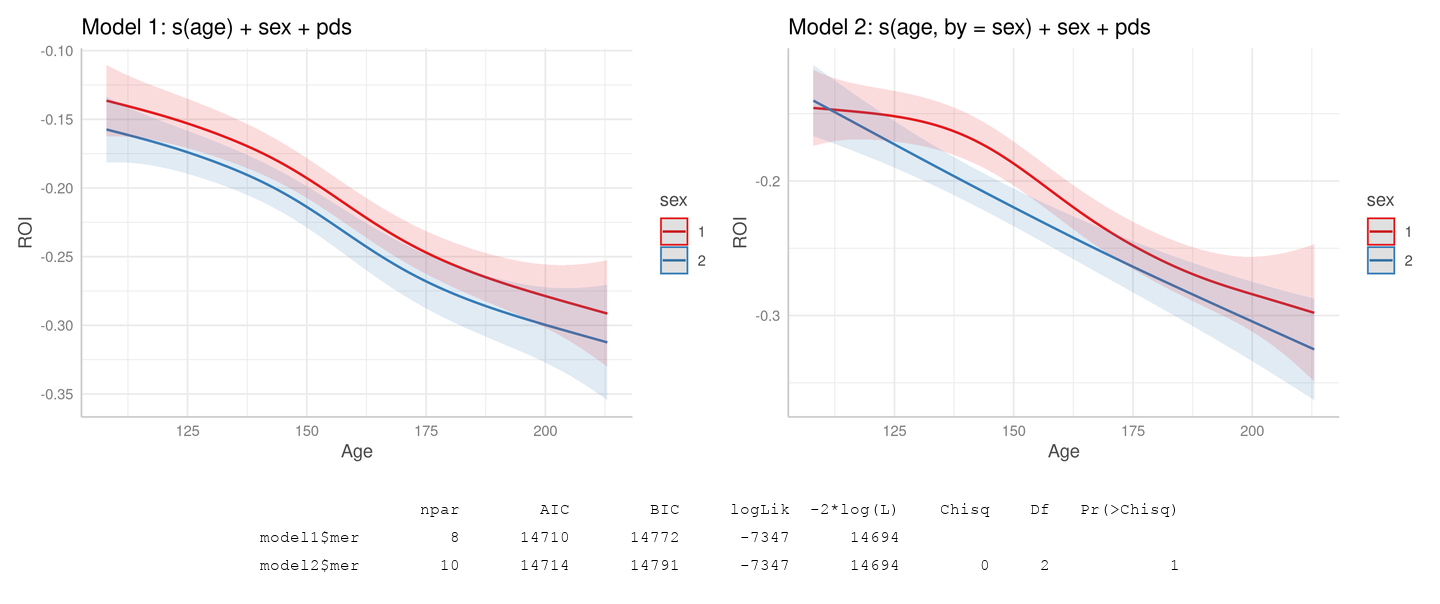 Model 1: s(age) + sex + pds
-0.10
-0.15
-0.20
-0.25
-0.30
-0.35
ROI
125 150 175 200
Age
sex
1
2
Model 2: s(age, by = sex) + sex + pds
-0.2
-0.3
ROI
125 150 175 200
Age
sex
1
2
npar AIC BIC logLik -2*log(L) Chisq Df Pr(>Chisq)
model1$mer 8 14710 14772 -7347 14694
model2$mer 10 14714 14791 -7347 14694 0 2 1